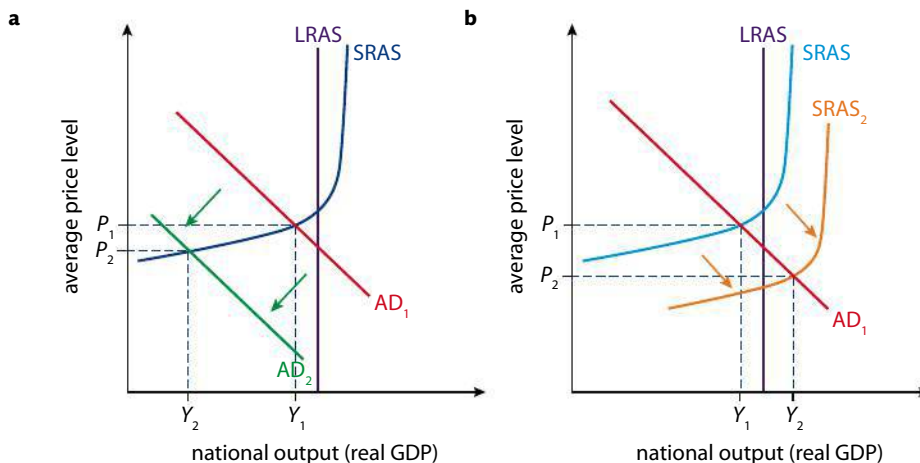 a
LRAS
SRAS
average price level
P₁
P₂
AD₁
AD₂
Y₂
Y₁
national output (real GDP)
b
LRAS
SRAS
SRAS₂
average price level
P₁
P₂
AD₁
Y₁
Y₂
national output (real GDP)